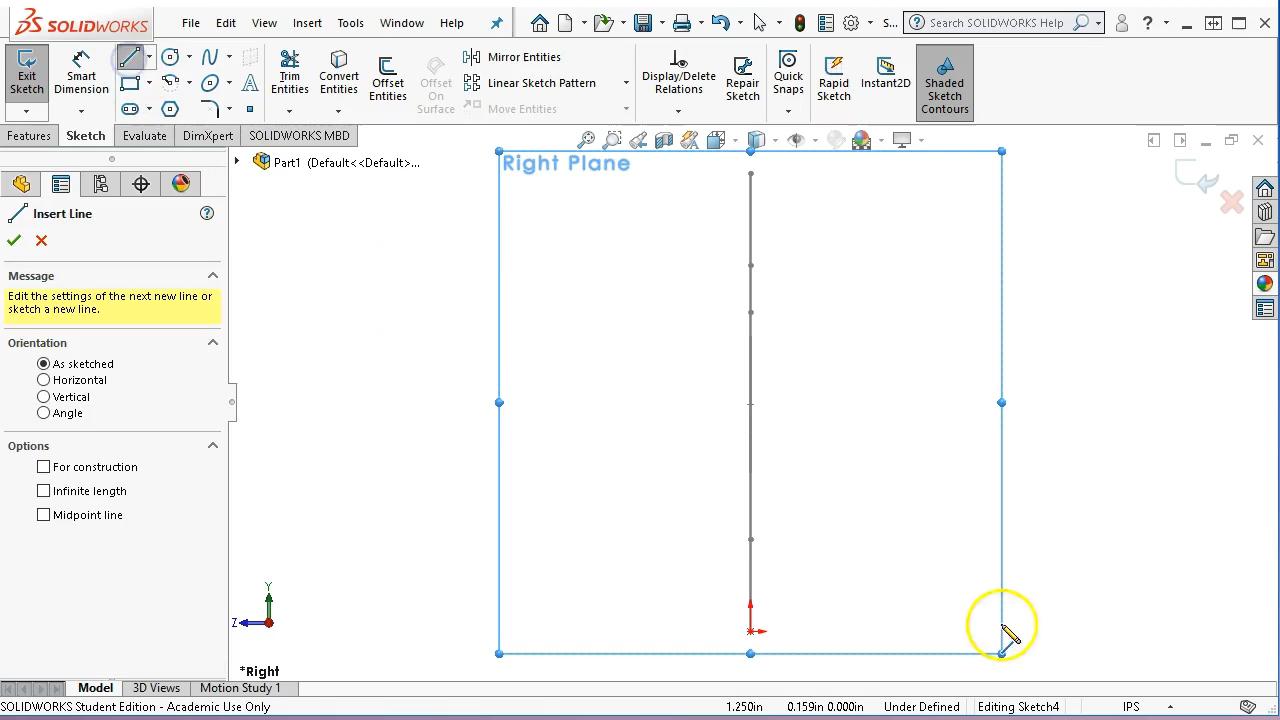 SOLIDWORKS File Edit View Insert Tools Window Help S... Search SOLIDWORKS Help ?
Exit Sketch
Smart Dimension
Trim Entities
Convert Entities
Offset Entities
Offset On Surface
Mirror Entities
Linear Sketch Pattern
Move Entities
Display/Delete Relations
Repair Sketch
Quick Snaps
Rapid Sketch
Instant2D
Shaded Sketch Contours
Features Sketch Evaluate DimXpert SOLIDWORKS MBD
Part1 (Default<<Default>...
Right Plane
Insert Line ?
Message
Edit the settings of the next new line or
sketch a new line.
Orientation
As sketched
Horizontal
Vertical
Angle
Options
For construction
Infinite length
Midpoint line
Y
Z
*Right
Model 3D Views Motion Study 1
SOLIDWORKS Student Edition - Academic Use Only 1.250in 0.159in 0.000in Under Defined Editing Sketch4 IPS